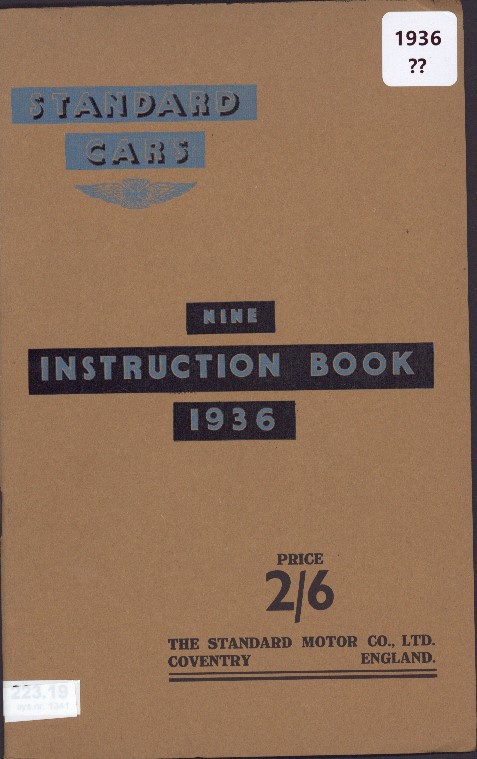 1936
??
STANDARD
CARS
NINE
INSTRUCTION BOOK
1936
PRICE
2/6
THE STANDARD MOTOR CO., LTD.
COVENTRY ENGLAND.
223.19